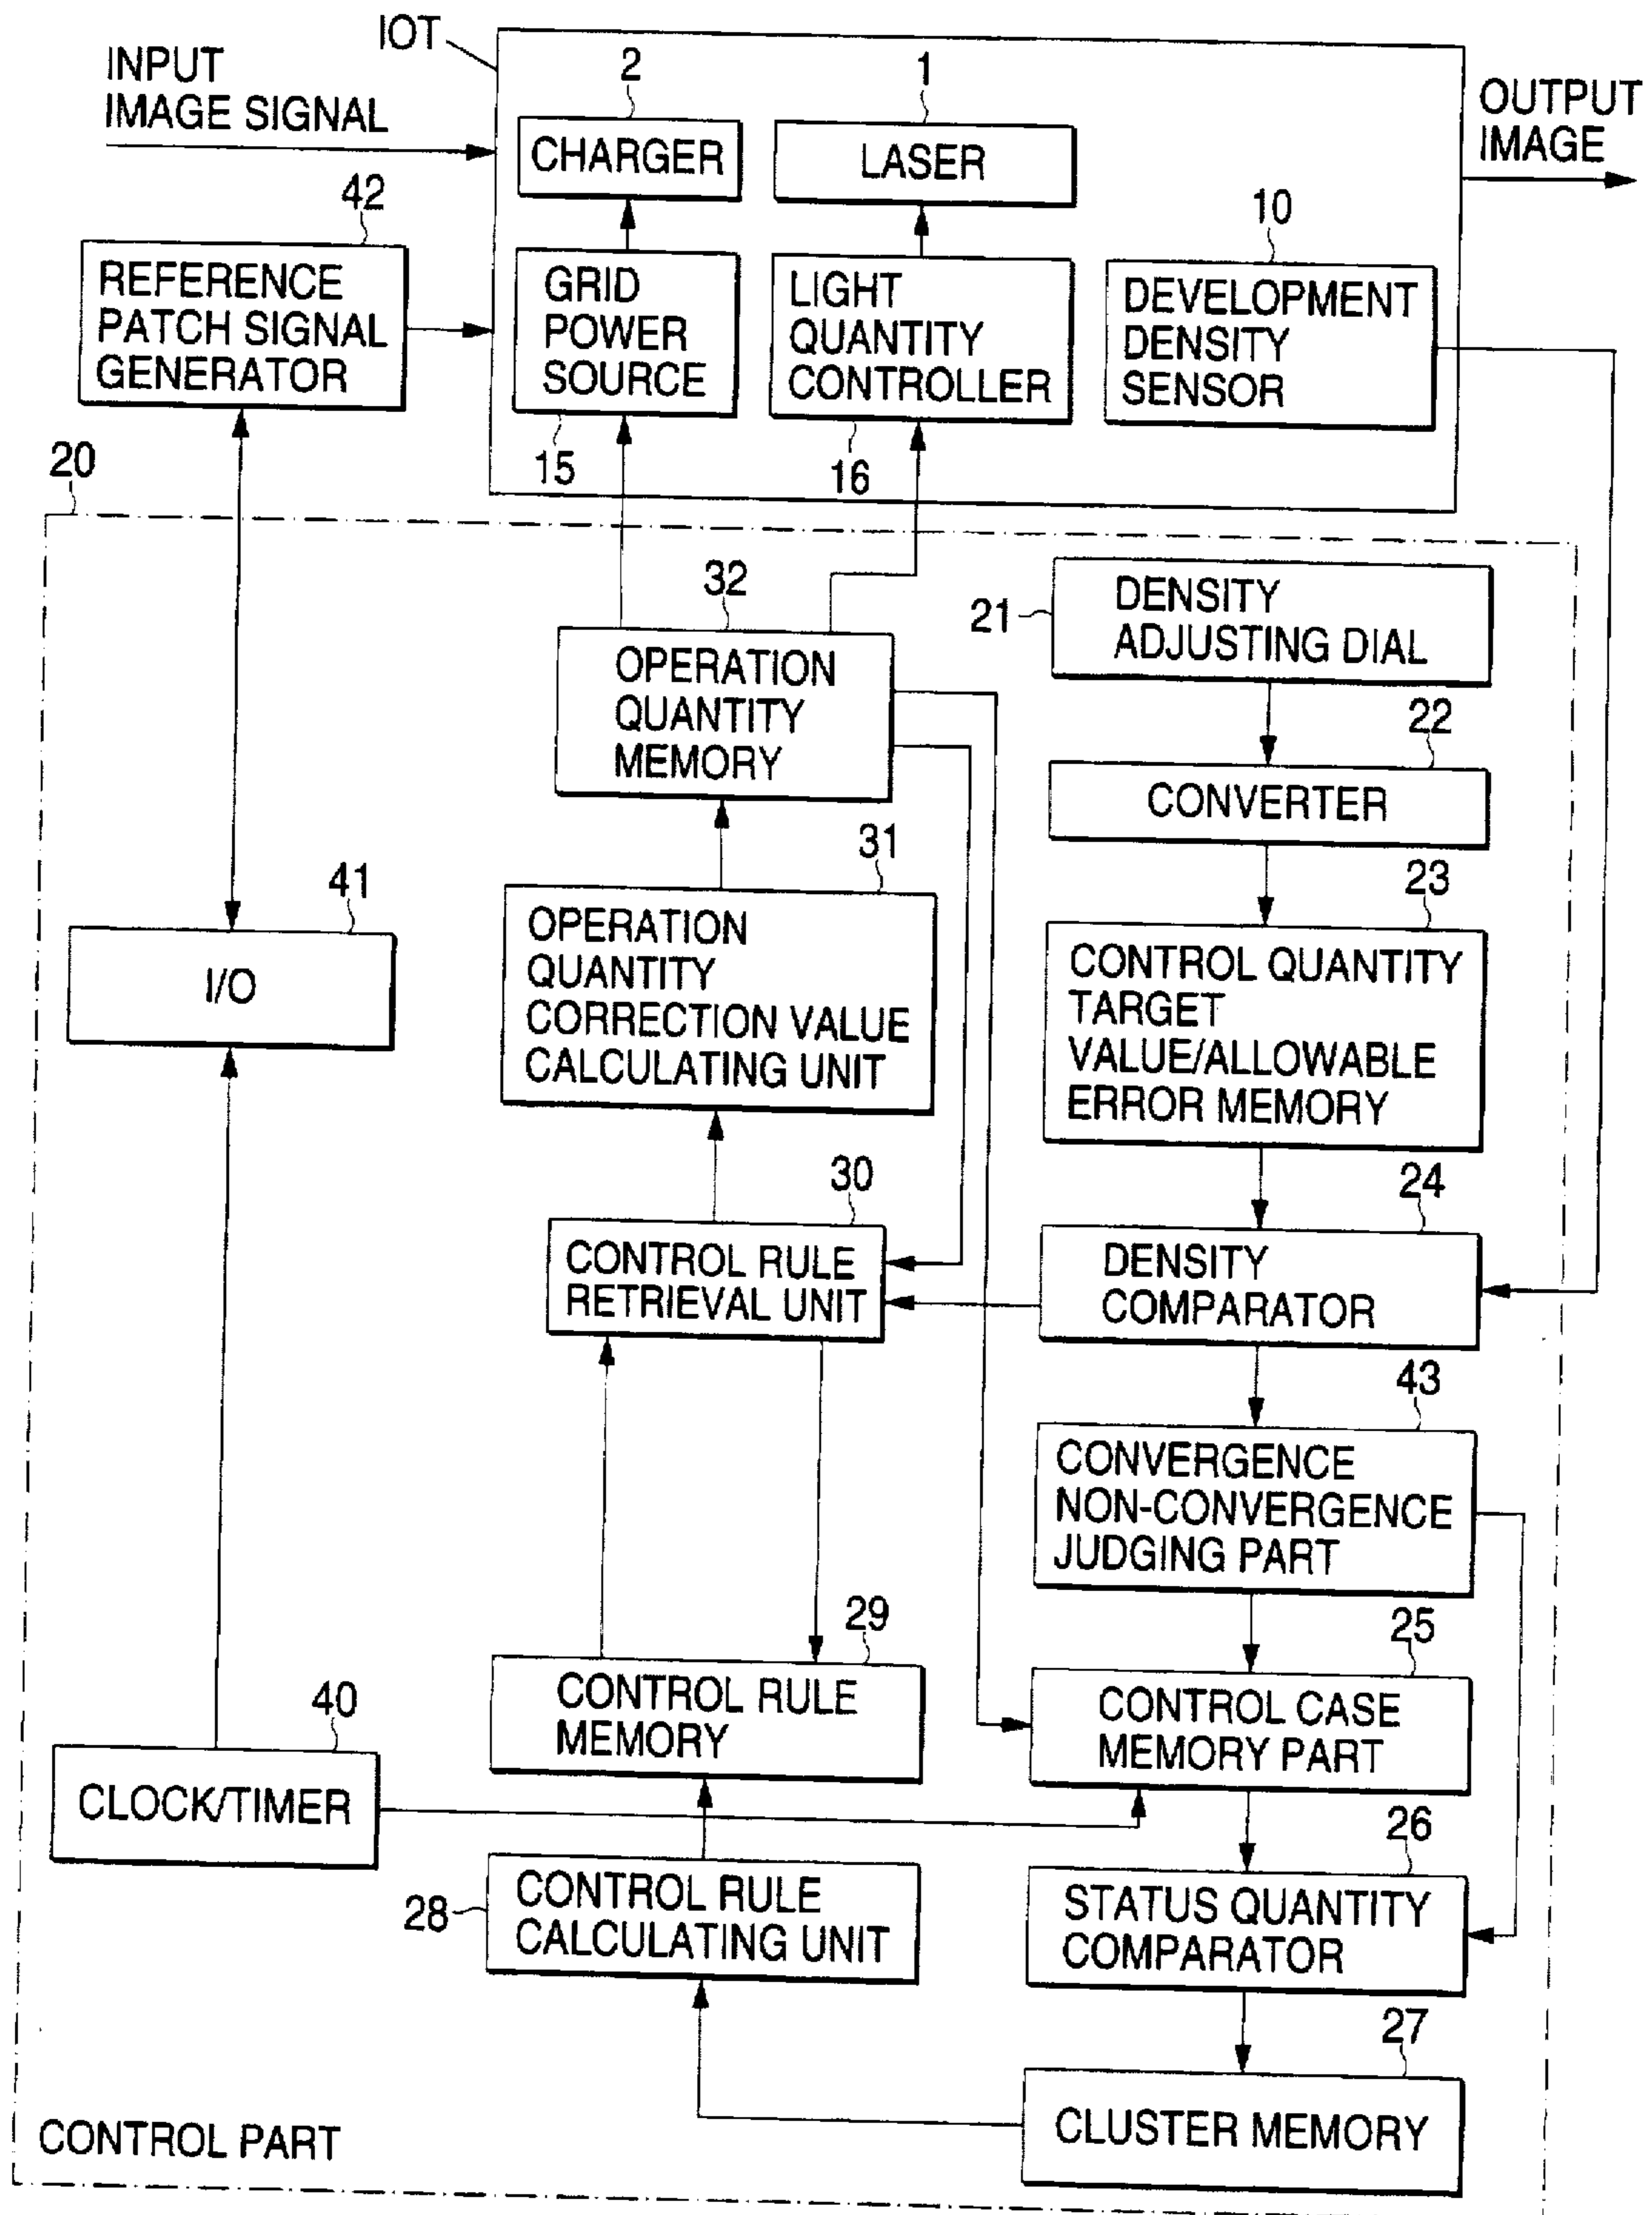 IOT
INPUT
IMAGE SIGNAL
2
CHARGER
1
LASER
OUTPUT
IMAGE
42
REFERENCE
PATCH SIGNAL
GENERATOR
GRID
POWER
SOURCE
15
LIGHT
QUANTITY
CONTROLLER
16
10
DEVELOPMENT
DENSITY
SENSOR
20
32
OPERATION
QUANTITY
MEMORY
21
DENSITY
ADJUSTING DIAL
22
CONVERTER
31
OPERATION
QUANTITY
CORRECTION VALUE
CALCULATING UNIT
23
CONTROL QUANTITY
TARGET
VALUE/ALLOWABLE
ERROR MEMORY
41
I/O
30
CONTROL RULE
RETRIEVAL UNIT
24
DENSITY
COMPARATOR
43
CONVERGENCE
NON-CONVERGENCE
JUDGING PART
29
CONTROL RULE
MEMORY
25
CONTROL CASE
MEMORY PART
40
CLOCK/TIMER
28
CONTROL RULE
CALCULATING UNIT
26
STATUS QUANTITY
COMPARATOR
27
CLUSTER MEMORY
CONTROL PART